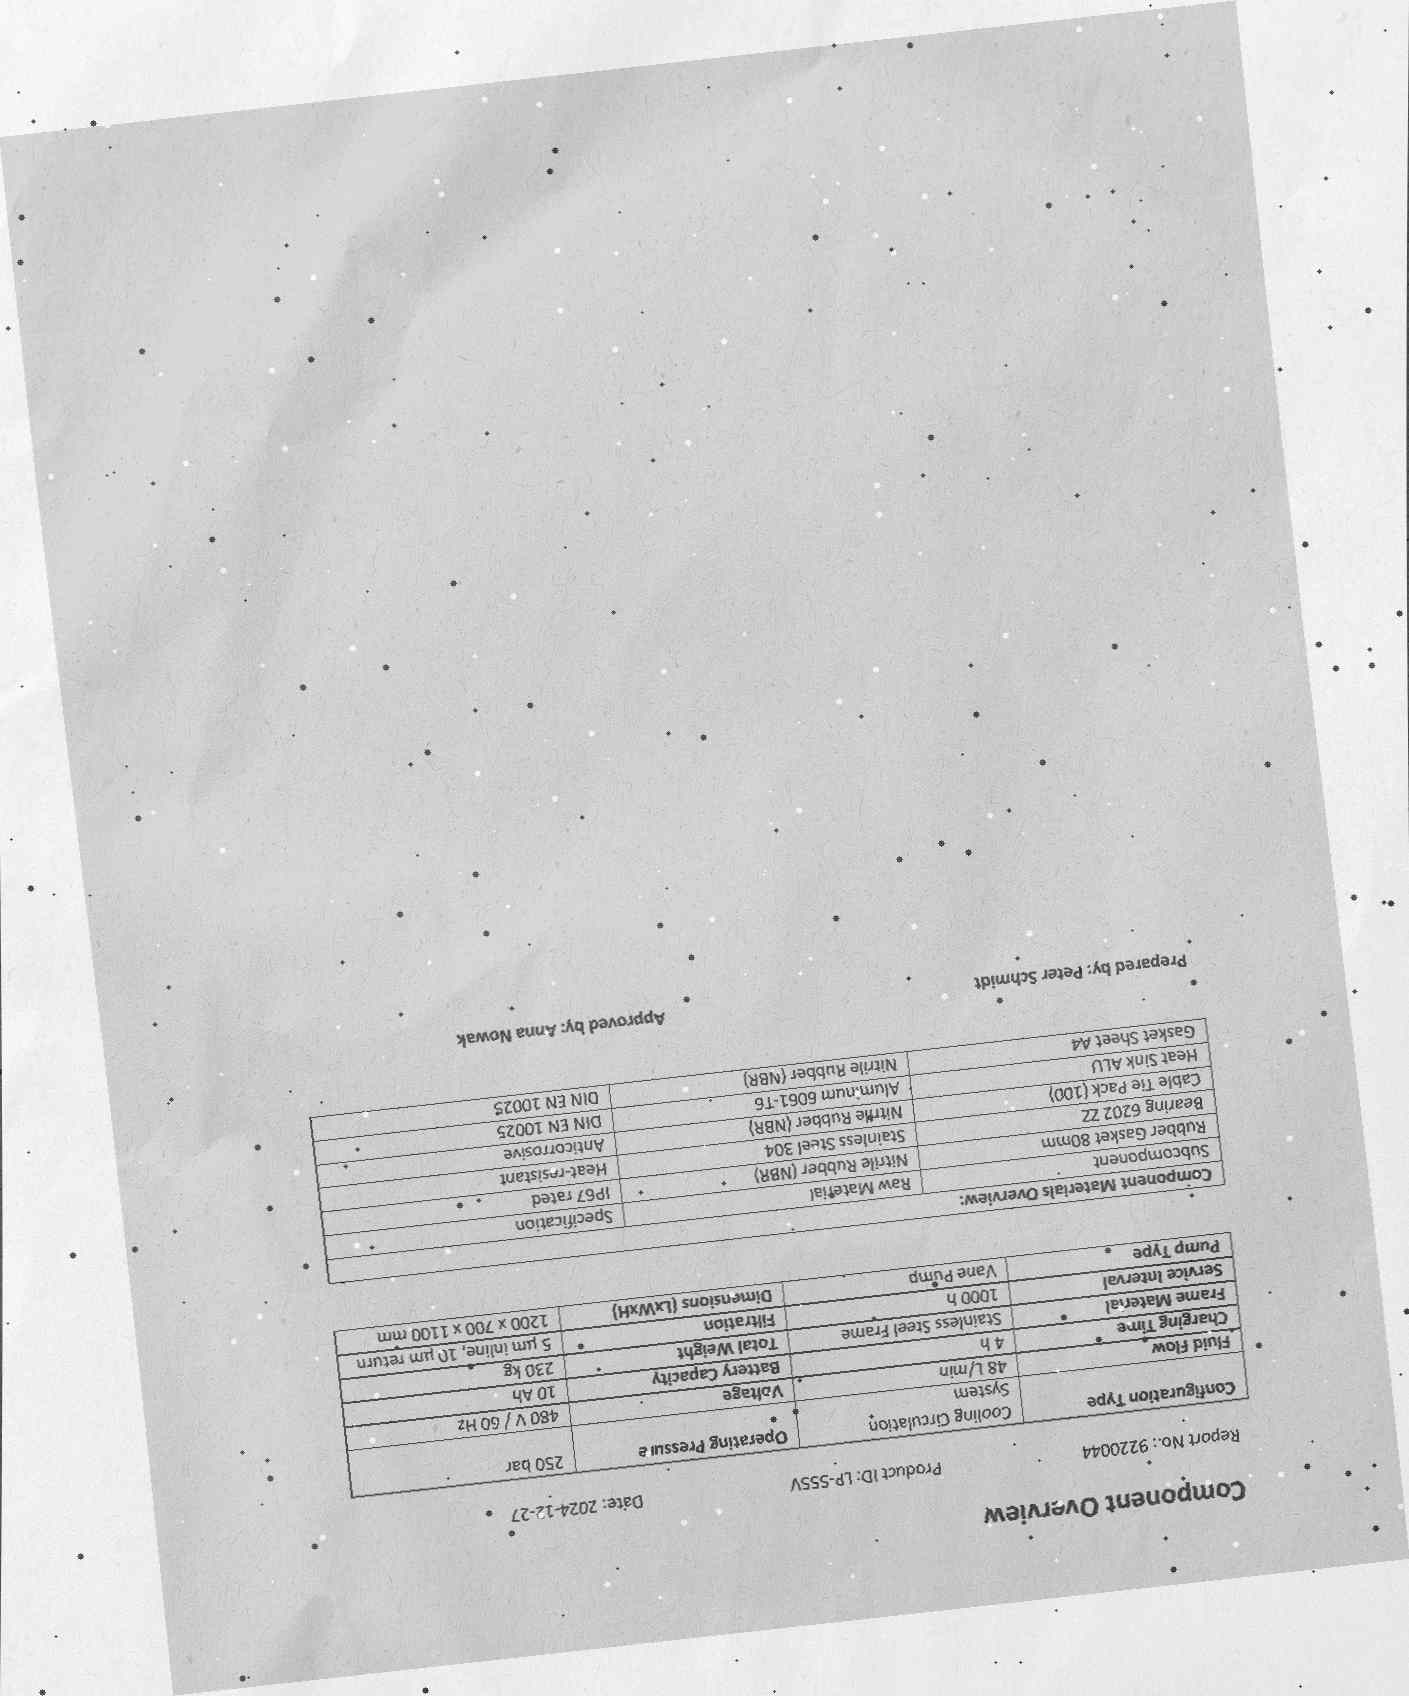 Component Overview
Report No.: 9220044 Product ID: LP-555V Date: 2024-12-27
Configuration Type Cooling Circulation System Operating Pressure 250 bar
Fluid Flow 48 L/min Voltage 480 V / 60 Hz
Charging Time 4 h Battery Capacity 10 Ah
Frame Material Stainless Steel Frame Total Weight 230 kg
Service Interval 1000 h Filtration 5 µm inline, 10 µm return
Pump Type Vane Pump Dimensions (LxWxH) 1200 x 700 x 1100 mm
Component Materials Overview:
Subcomponent Raw Material Specification
Rubber Gasket 80mm Nitrile Rubber (NBR) IP67 rated
Bearing 6202 ZZ Stainless Steel 304 Heat-resistant
Cable Tie Pack (100) Nitrile Rubber (NBR) Anticorrosive
Heat Sink ALU Aluminum 6061-T6 DIN EN 10025
Gasket Sheet A4 Nitrile Rubber (NBR) DIN EN 10025
Prepared by: Peter Schmidt Approved by: Anna Nowak